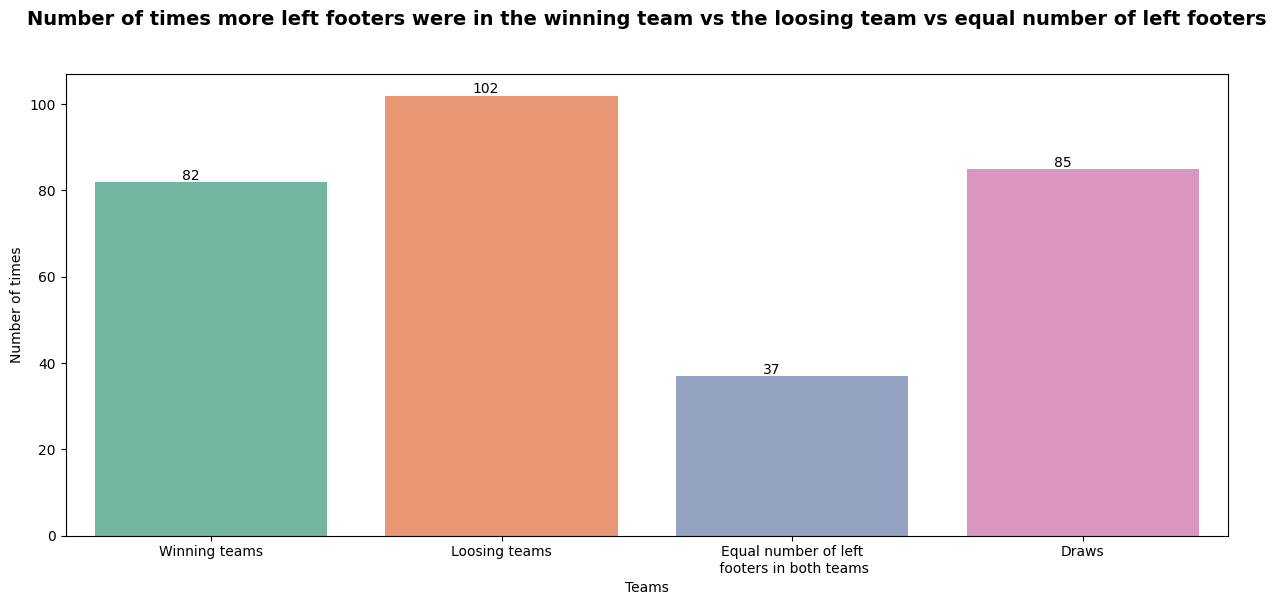 Number of times more left footers were in the winning team vs the loosing team vs equal number of left footers
Number of times
100
80
60
40
20
0
82
102
37
85
Winning teams
Loosing teams
Equal number of left
footers in both teams
Draws
Teams